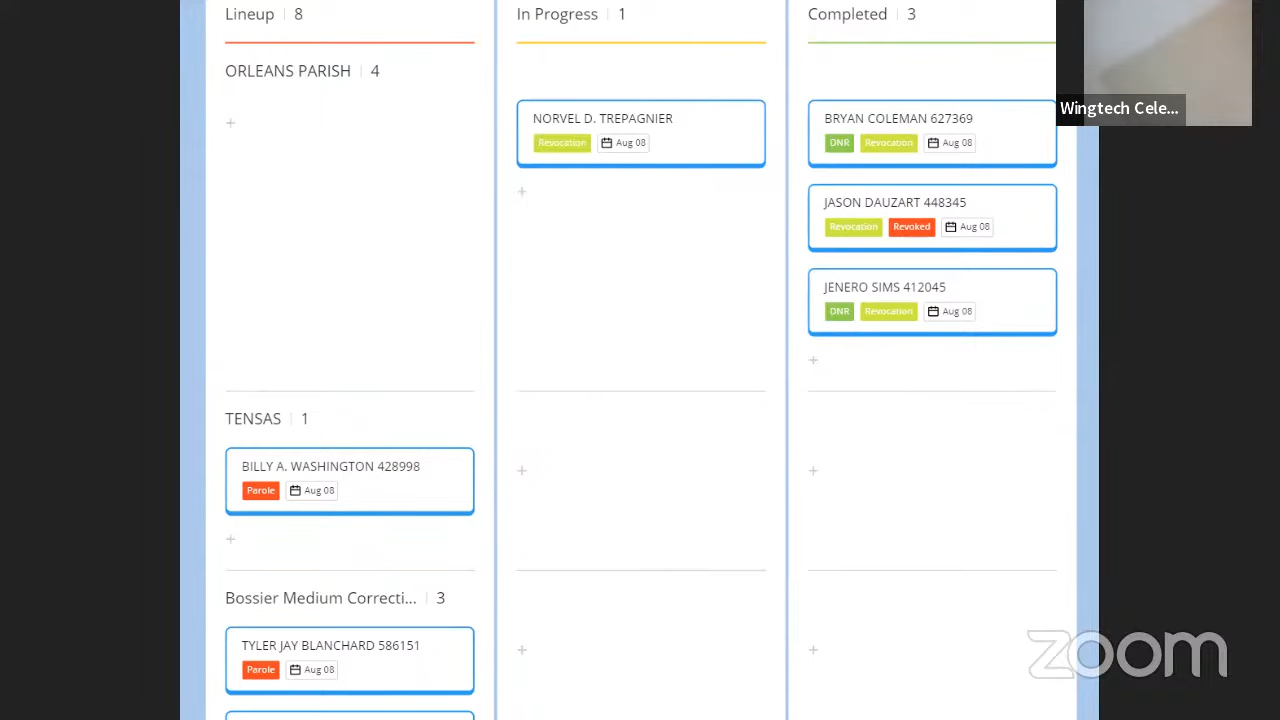 Lineup 8
In Progress 1
Completed 3
Wingtech Cele...
ORLEANS PARISH 4
NORVEL D. TREPAGNIER
Revocation Aug 08
BRYAN COLEMAN 627369
DNR Revocation Aug 08
JASON DAUZART 448345
Revocation Revoked Aug 08
JENERO SIMS 412045
DNR Revocation Aug 08
TENSAS 1
BILLY A. WASHINGTON 428998
Parole Aug 08
Bossier Medium Correcti... 3
TYLER JAY BLANCHARD 586151
Parole Aug 08
zoom